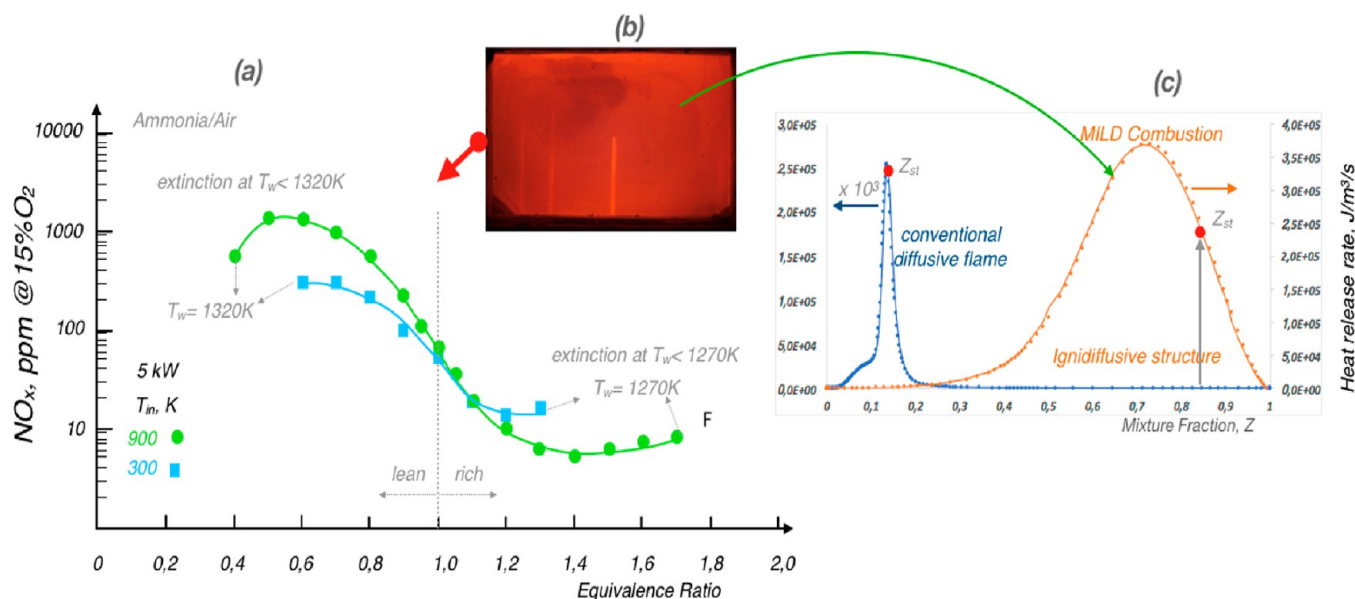 (a)
(b)
(c)
Ammonia/Air
extinction at Tw< 1320K
Tw= 1320K
extinction at Tw< 1270K
Tw= 1270K
F
5 kW
Tin, K
900
300
lean
rich
NOx, ppm @15%O2
10000
1000
100
10
0
0,2
0,4
0,6
0,8
1,0
1,2
1,4
1,6
1,8
2,0
Equivalence Ratio
3,0E+05
2,5E+05
2,0E+05
1,5E+05
1,0E+05
5,0E+04
0,0E+00
MILD Combustion
Zst
x 10³
conventional
diffusive flame
Zst
Ignidiffusive structure
4,0E+05
3,5E+05
3,0E+05
2,5E+05
2,0E+05
1,5E+05
1,0E+05
5,0E+04
0,0E+00
Heat release rate, J/m³/s
0
0,1
0,2
0,3
0,4
0,5
0,6
0,7
0,8
0,9
1
Mixture Fraction, Z